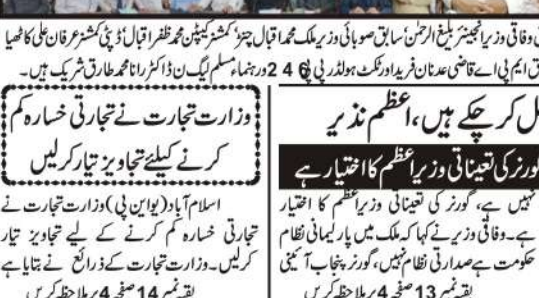 وفاقی وزیر انجینئر بلیغ الرحمٰن، سابق صوبائی وزیر ملک محمد اقبال چنڑ، کمشنر کیپٹن محمد ظفر اقبال، ڈپٹی کمشنر عرفان علی کاٹھیا
ایم پی اے قاضی عدنان فرید اور ٹکٹ ہولڈر پی پی 246 ورہنماء مسلم لیگ ن ڈاکٹر رانا محمد طارق شریک ہیں۔
وزارت تجارت نے تجارتی خسارہ کم
کرنے کیلئے تجاویز تیار کرلیں
اسلام آباد (یو این پی) وزارت تجارت نے
تجارتی خسارہ کم کرنے کے لیے تجاویز تیار
کرلیں۔ وزارت تجارت کے ذرائع نے بتایا ہے
بقیہ نمبر 14 صفحہ 4 پر ملاحظہ کریں
کر چکے ہیں، اعظم نذیر
گورنر کی تعیناتی وزیراعظم کا اختیار ہے
نہیں ہے، گورنر کی تعیناتی وزیراعظم کا اختیار
ہے۔ وفاقی وزیر نے کہا کہ ملک میں پارلیمانی نظام
حکومت ہے صدارتی نظام نہیں، گورنر پنجاب آئینی
بقیہ نمبر 13 صفحہ 4 پر ملاحظہ کریں